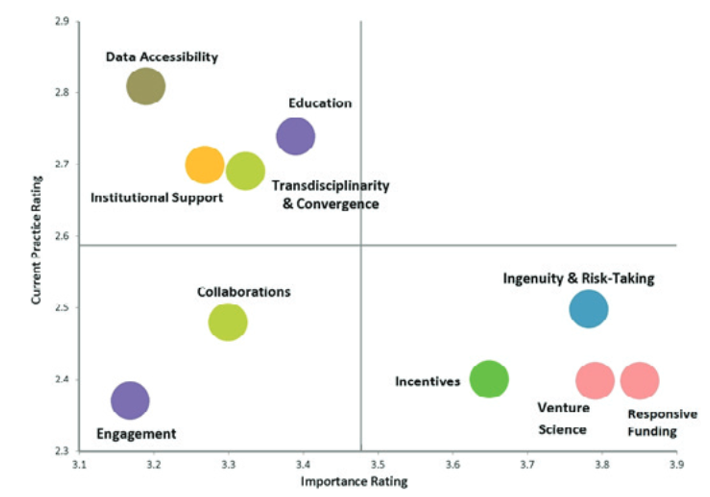 2.9
Data Accessibility
2.8
Education
2.7
Institutional Support
Transdisciplinarity
& Convergence
2.6
Current Practice Rating
Ingenuity & Risk-Taking
Collaborations
2.5
2.4
Incentives
Venture
Science
Responsive
Funding
Engagement
2.3
3.1 3.2 3.3 3.4 3.5 3.6 3.7 3.8 3.9
Importance Rating